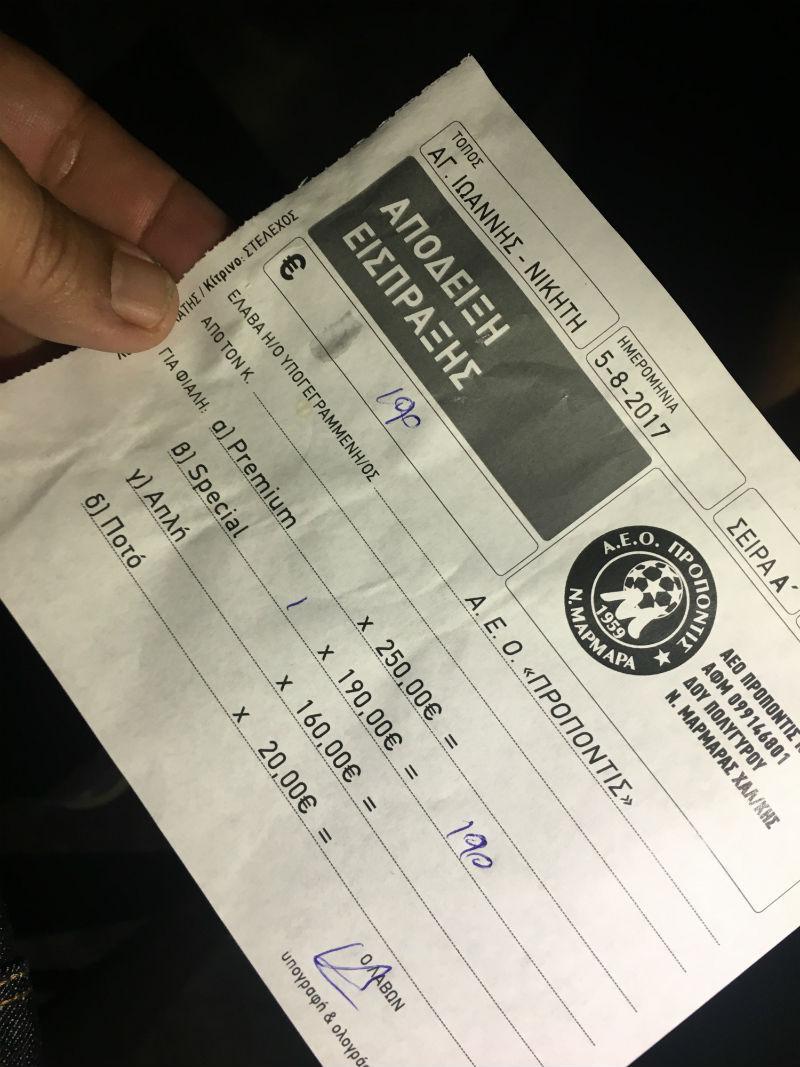 ΤΟΠΟΣ
ΑΓ. ΙΩΑΝΝΗΣ - ΝΙΚΗΤΗ
ΗΜΕΡΟΜΗΝΙΑ
5-8-2017
ΣΕΙΡΑ Α΄
ΑΠΟΔΕΙΞΗ
ΕΙΣΠΡΑΞΗΣ
Α.Ε.Ο. ΠΡΟΠΟΝΤΙΣ
1959
Ν. ΜΑΡΜΑΡΑ
ΑΕΟ ΠΡΟΠΟΝΤΙΣ
ΑΦΜ 099146801
ΔΟΥ ΠΟΛΥΓΥΡΟΥ
Ν. ΜΑΡΜΑΡΑΣ ΧΑΛ/ΚΗΣ
/ Κίτρινο: ΣΤΕΛΕΧΟΣ
€ 190
ΕΛΑΒΑ Η/Ο ΥΠΟΓΕΓΡΑΜΜΕΝΗ/ΟΣ Α. Ε. Ο. «ΠΡΟΠΟΝΤΙΣ»
ΑΠΟ ΤΟΝ Κ.
ΓΙΑ ΦΙΑΛΗ:
α) Premium x 250,00€ =
β) Special 1 x 190,00€ = 190
γ) Απλή x 160,00€ =
δ) Ποτό x 20,00€ =
Ο ΛΑΒΩΝ
υπογραφή &